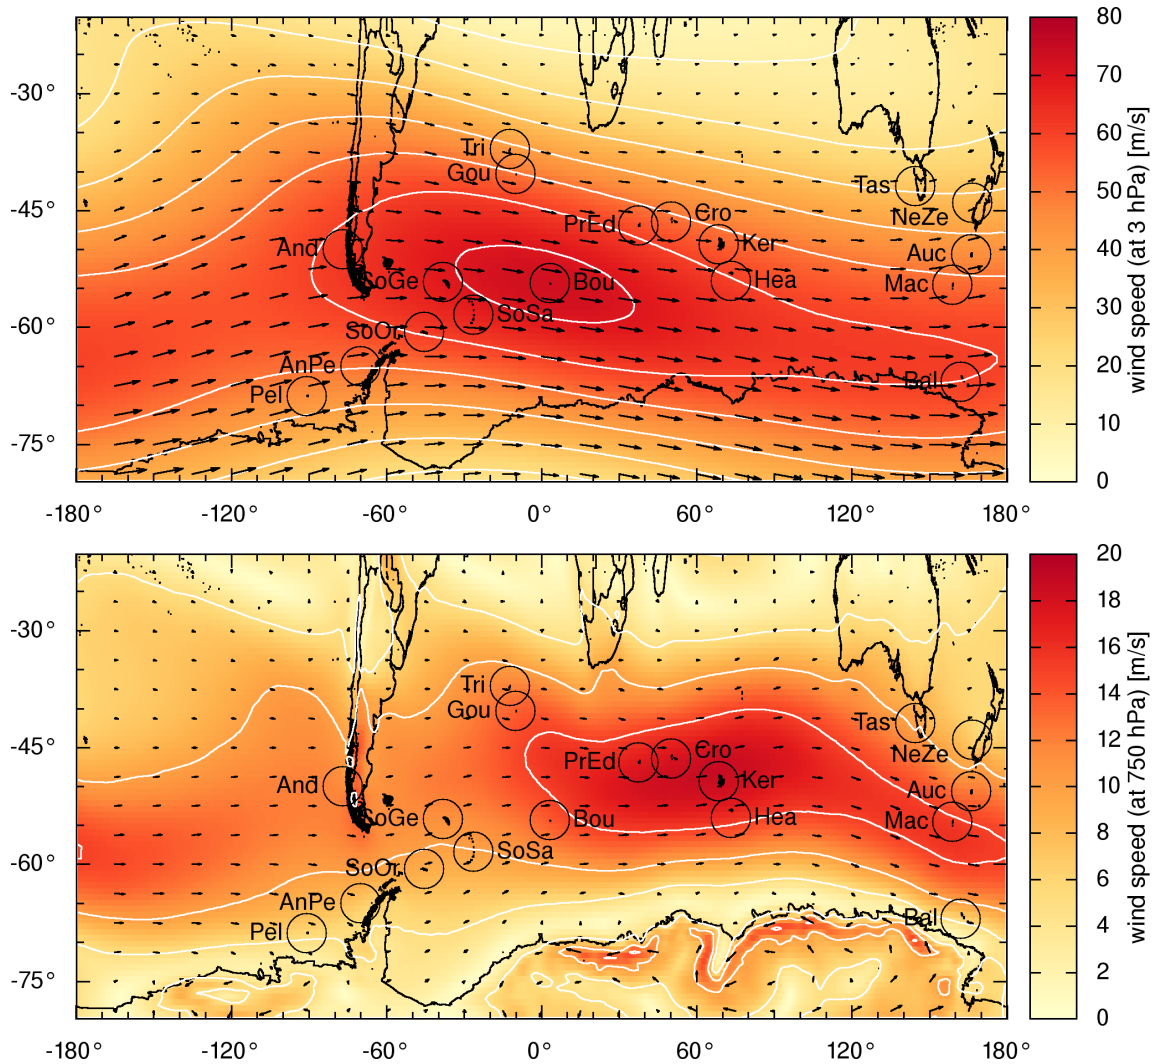 80
70
60
50
40
30
20
10
0
wind speed (at 3 hPa) [m/s]
-30°
-45°
-60°
-75°
Tri
Gou
Tas
NeZe
PrEd
Cro
And
Ker
Auc
SoGe
Bou
Hea
Mac
SoSa
SoOr
AnPe
Pel
Bal
-180° -120° -60° 0° 60° 120° 180°
20
18
16
14
12
10
8
6
4
2
0
wind speed (at 750 hPa) [m/s]
-30°
-45°
-60°
-75°
Tri
Gou
Tas
NeZe
PrEd
Cro
And
Ker
Auc
SoGe
Bou
Hea
Mac
SoSa
SoOr
AnPe
Pel
Bal
-180° -120° -60° 0° 60° 120° 180°